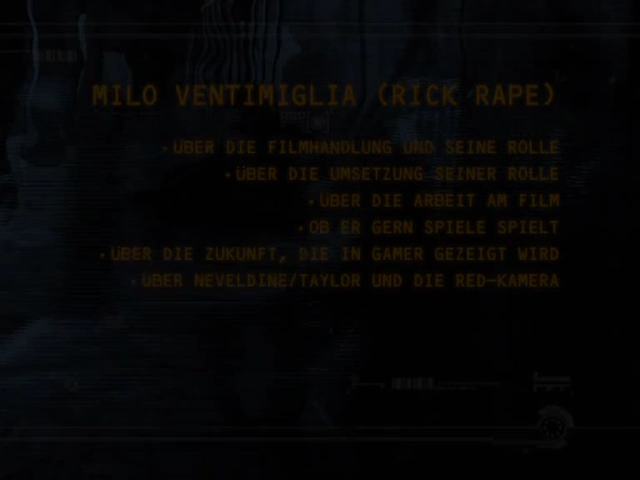 MILO VENTIMIGLIA (RICK RAPE)
·ÜBER DIE FILMHANDLUNG UND SEINE ROLLE
·ÜBER DIE UMSETZUNG SEINER ROLLE
·ÜBER DIE ARBEIT AM FILM
·OB ER GERN SPIELE SPIELT
·ÜBER DIE ZUKUNFT, DIE IN GAMER GEZEIGT WIRD
·ÜBER NEVELDINE/TAYLOR UND DIE RED-KAMERA